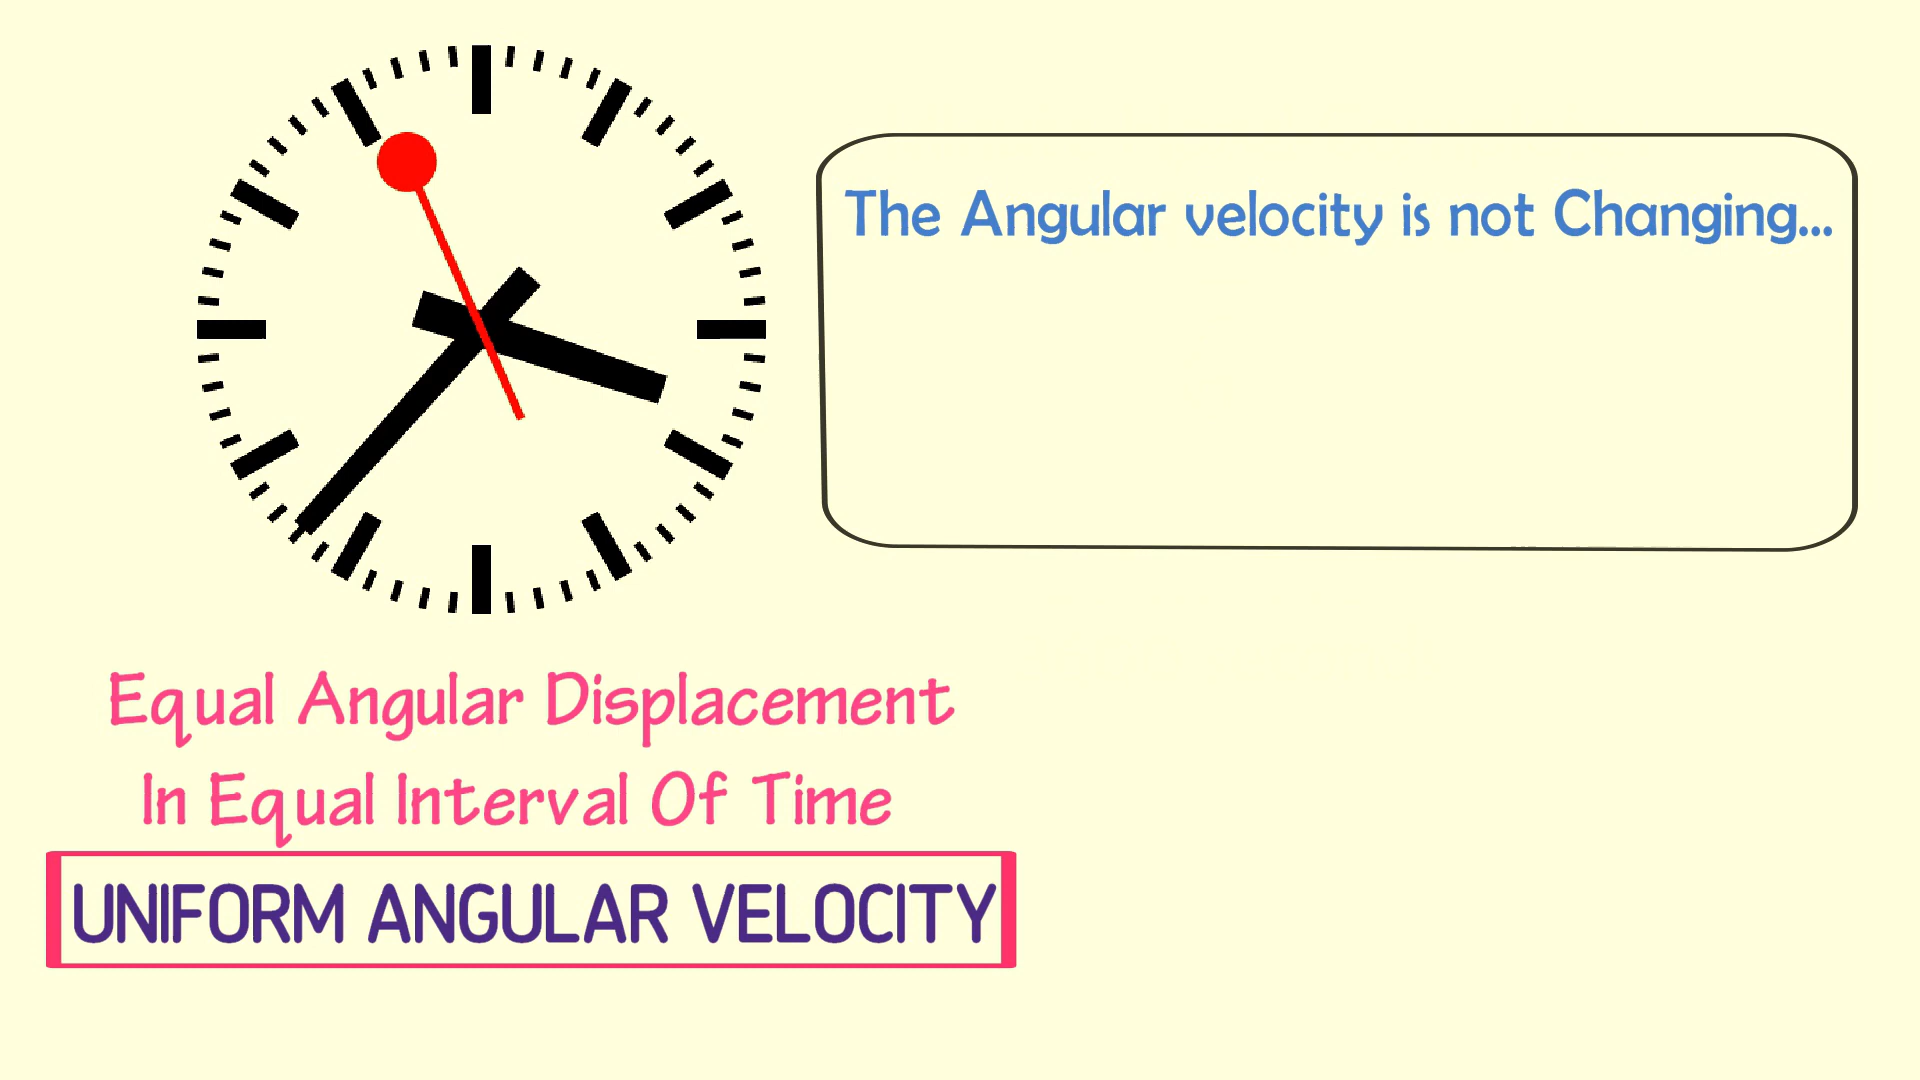 The Angular velocity is not Changing...
Equal Angular Displacement
In Equal Interval Of Time
UNIFORM ANGULAR VELOCITY